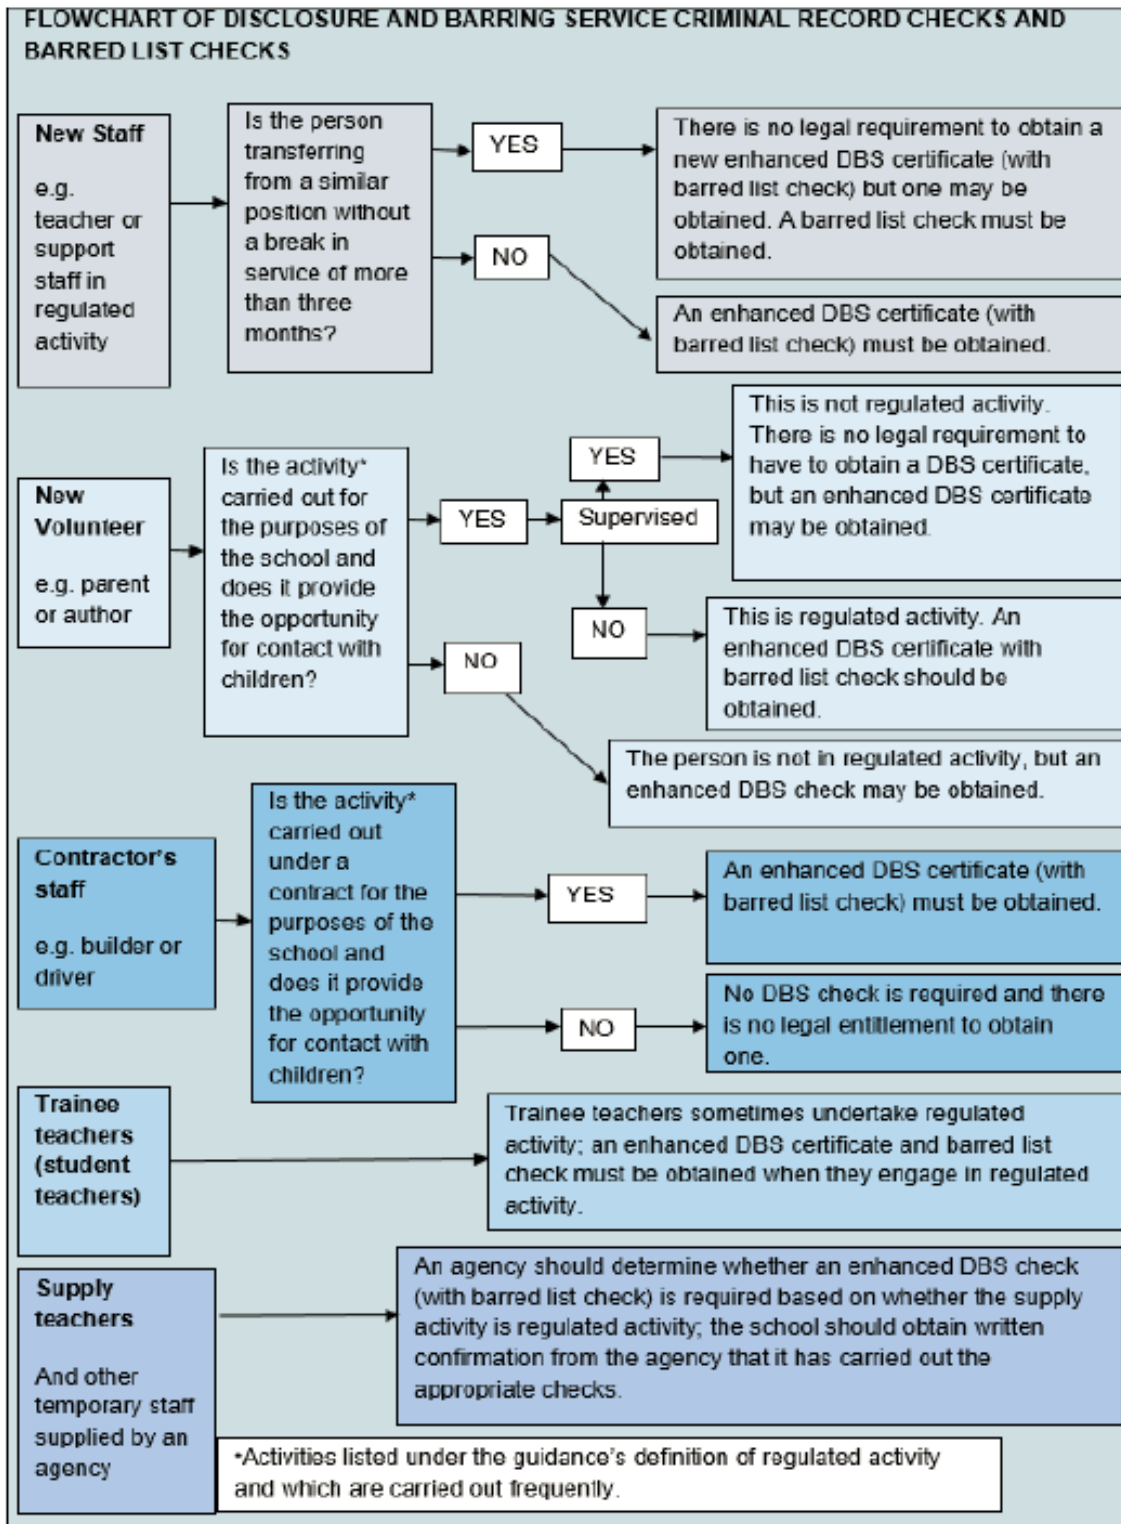 FLOWCHART OF DISCLOSURE AND BARRING SERVICE CRIMINAL RECORD CHECKS AND
BARRED LIST CHECKS
New Staff
e.g.
teacher or
support
staff in
regulated
activity
Is the person
transferring
from a similar
position without
a break in
service of more
than three
months?
YES
There is no legal requirement to obtain a
new enhanced DBS certificate (with
barred list check) but one may be
obtained. A barred list check must be
obtained.
NO
An enhanced DBS certificate (with
barred list check) must be obtained.
New
Volunteer
e.g. parent
or author
Is the activity*
carried out for
the purposes of
the school and
does it provide
the opportunity
for contact with
children?
YES
Supervised
YES
This is not regulated activity.
There is no legal requirement to
have to obtain a DBS certificate,
but an enhanced DBS certificate
may be obtained.
NO
This is regulated activity. An
enhanced DBS certificate with
barred list check should be
obtained.
NO
The person is not in regulated activity, but an
enhanced DBS check may be obtained.
Contractor's
staff
e.g. builder or
driver
Is the activity*
carried out
under a
contract for the
purposes of the
school and
does it provide
the opportunity
for contact with
children?
YES
An enhanced DBS certificate (with
barred list check) must be obtained.
NO
No DBS check is required and there
is no legal entitlement to obtain
one.
Trainee
teachers
(student
teachers)
Trainee teachers sometimes undertake regulated
activity; an enhanced DBS certificate and barred list
check must be obtained when they engage in regulated
activity.
Supply
teachers
And other
temporary staff
supplied by an
agency
An agency should determine whether an enhanced DBS check
(with barred list check) is required based on whether the supply
activity is regulated activity; the school should obtain written
confirmation from the agency that it has carried out the
appropriate checks.
*Activities listed under the guidance's definition of regulated activity
and which are carried out frequently.